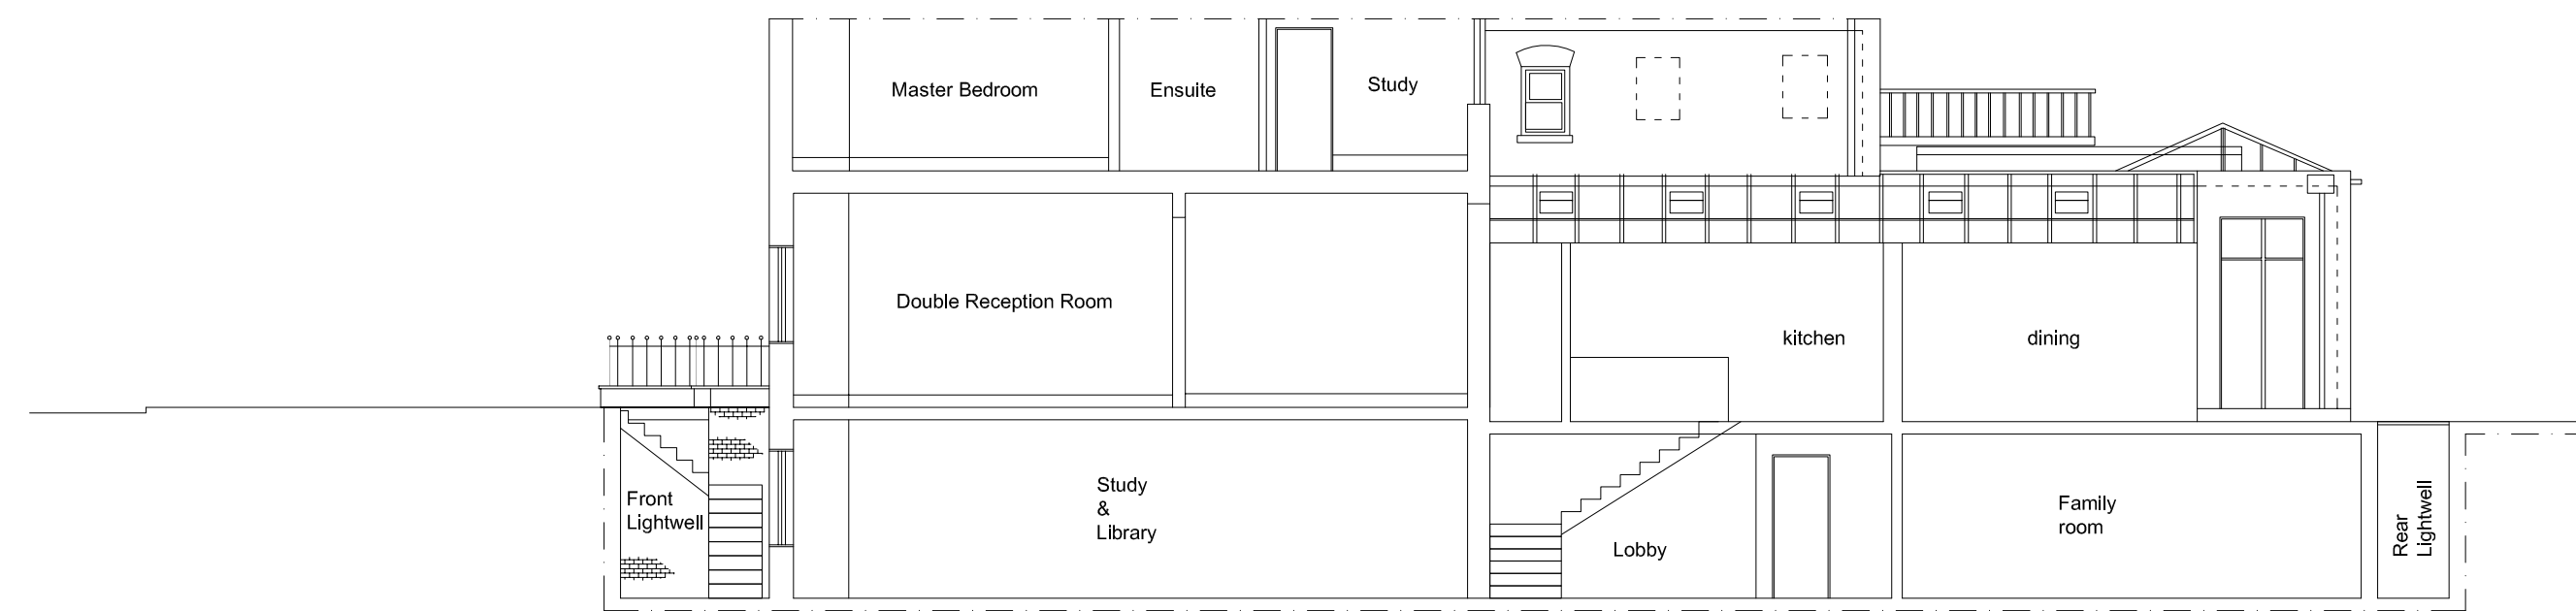 Master Bedroom
Ensuite
Study
Double Reception Room
kitchen
dining
Front
Lightwell
Study
&
Library
Lobby
Family
room
Rear
Lightwell